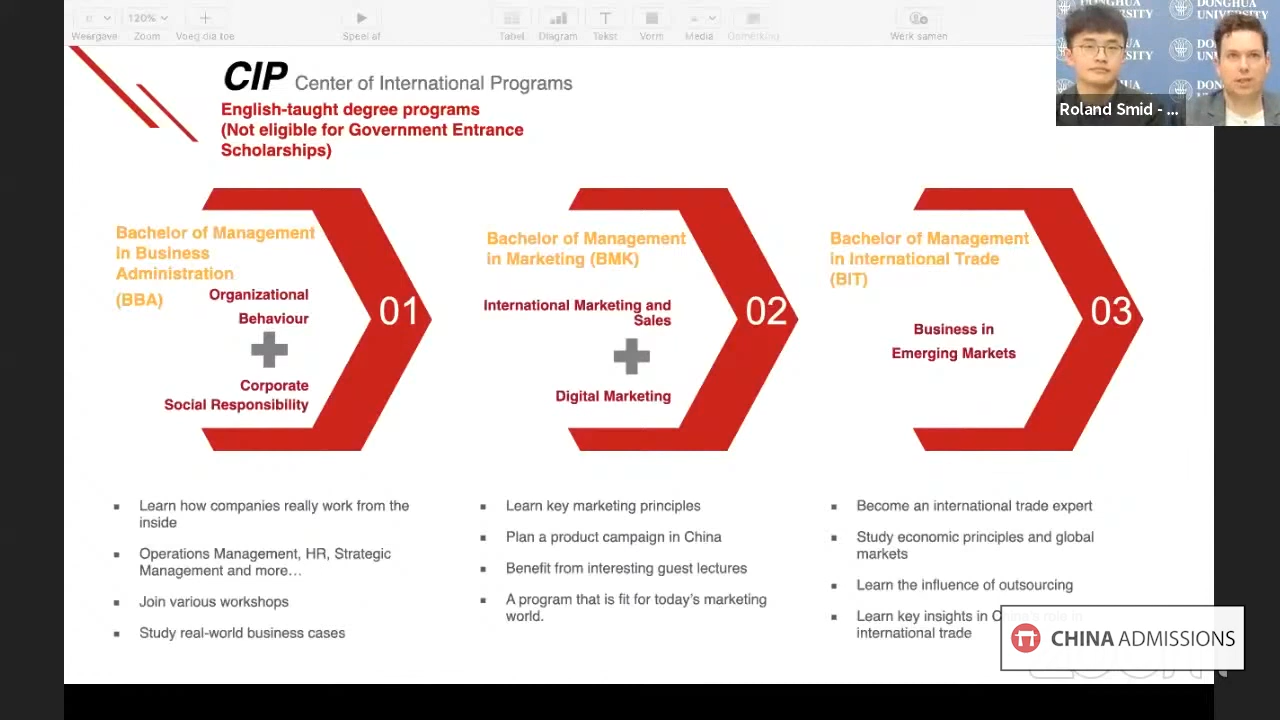 120%
Weergave
Zoom
Voeg dia toe
Speel af
Tabel
Diagram
Tekst
Vorm
Media
Opmerking
Werk samen
DONGHUA
UNIVERSITY
Roland Smid - ...
CIP Center of International Programs
English-taught degree programs
(Not eligible for Government Entrance
Scholarships)
Bachelor of Management
in Business
Administration
(BBA)
Organizational
Behaviour
Corporate
Social Responsibility
01
Bachelor of Management
in Marketing (BMK)
International Marketing and
Sales
Digital Marketing
02
Bachelor of Management
in International Trade
(BIT)
Business in
Emerging Markets
03
Learn how companies really work from the
inside
Operations Management, HR, Strategic
Management and more…
Join various workshops
Study real-world business cases
Learn key marketing principles
Plan a product campaign in China
Benefit from interesting guest lectures
A program that is fit for today's marketing
world.
Become an international trade expert
Study economic principles and global
markets
Learn the influence of outsourcing
Learn key insights in China's role in
international trade
CHINA ADMISSIONS